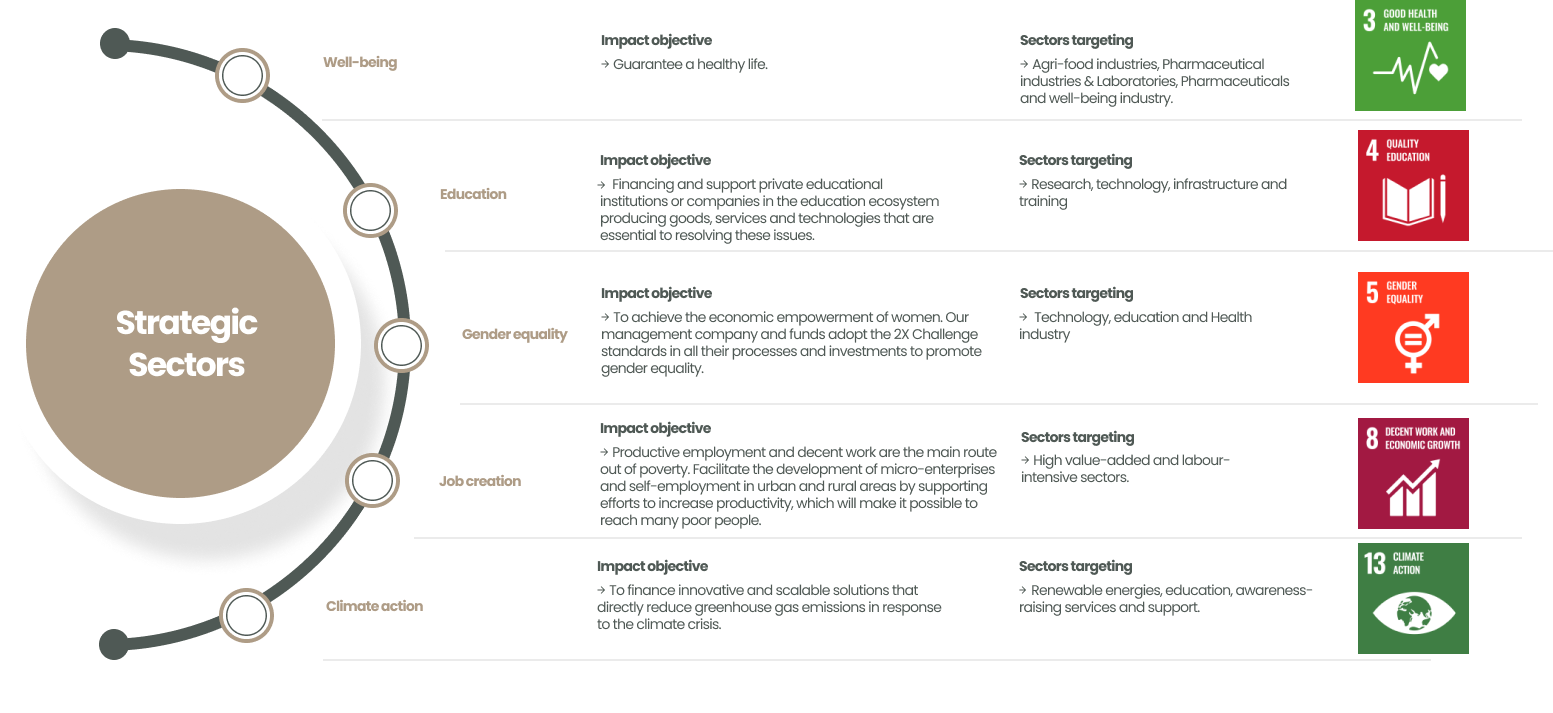 Strategic
Sectors
Well-being
Impact objective
→ Guarantee a healthy life.
Sectors targeting
→ Agri-food industries, Pharmaceutical
industries & Laboratories, Pharmaceuticals
and well-being industry.
3 GOOD HEALTH
AND WELL-BEING
Education
Impact objective
→ Financing and support private educational
institutions or companies in the education ecosystem
producing goods, services and technologies that are
essential to resolving these issues.
Sectors targeting
→ Research, technology, infrastructure and
training
4 QUALITY
EDUCATION
Gender equality
Impact objective
→ To achieve the economic empowerment of women. Our
management company and funds adopt the 2X Challenge
standards in all their processes and investments to promote
gender equality.
Sectors targeting
→ Technology, education and Health
industry
5 GENDER
EQUALITY
Job creation
Impact objective
→ Productive employment and decent work are the main route
out of poverty. Facilitate the development of micro-enterprises
and self-employment in urban and rural areas by supporting
efforts to increase productivity, which will make it possible to
reach many poor people.
Sectors targeting
→ High value-added and labour-
intensive sectors.
8 DECENT WORK AND
ECONOMIC GROWTH
Climate action
Impact objective
→ To finance innovative and scalable solutions that
directly reduce greenhouse gas emissions in response
to the climate crisis.
Sectors targeting
→ Renewable energies, education, awareness-
raising services and support.
13 CLIMATE
ACTION